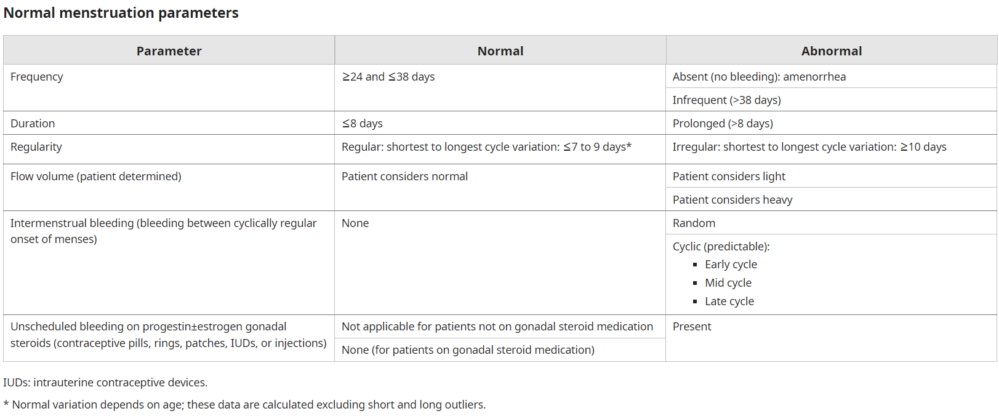 Normal menstruation parameters
Parameter Normal Abnormal
Frequency ≥24 and ≤38 days Absent (no bleeding): amenorrhea
Infrequent (>38 days)
Duration ≤8 days Prolonged (>8 days)
Regularity Regular: shortest to longest cycle variation: ≤7 to 9 days* Irregular: shortest to longest cycle variation: ≥10 days
Flow volume (patient determined) Patient considers normal Patient considers light
Patient considers heavy
Intermenstrual bleeding (bleeding between cyclically regular None Random
onset of menses)
Cyclic (predictable):
▪ Early cycle
▪ Mid cycle
▪ Late cycle
Unscheduled bleeding on progestin±estrogen gonadal Not applicable for patients not on gonadal steroid medication Present
steroids (contraceptive pills, rings, patches, IUDs, or injections)
None (for patients on gonadal steroid medication)
IUDs: intrauterine contraceptive devices.
* Normal variation depends on age; these data are calculated excluding short and long outliers.